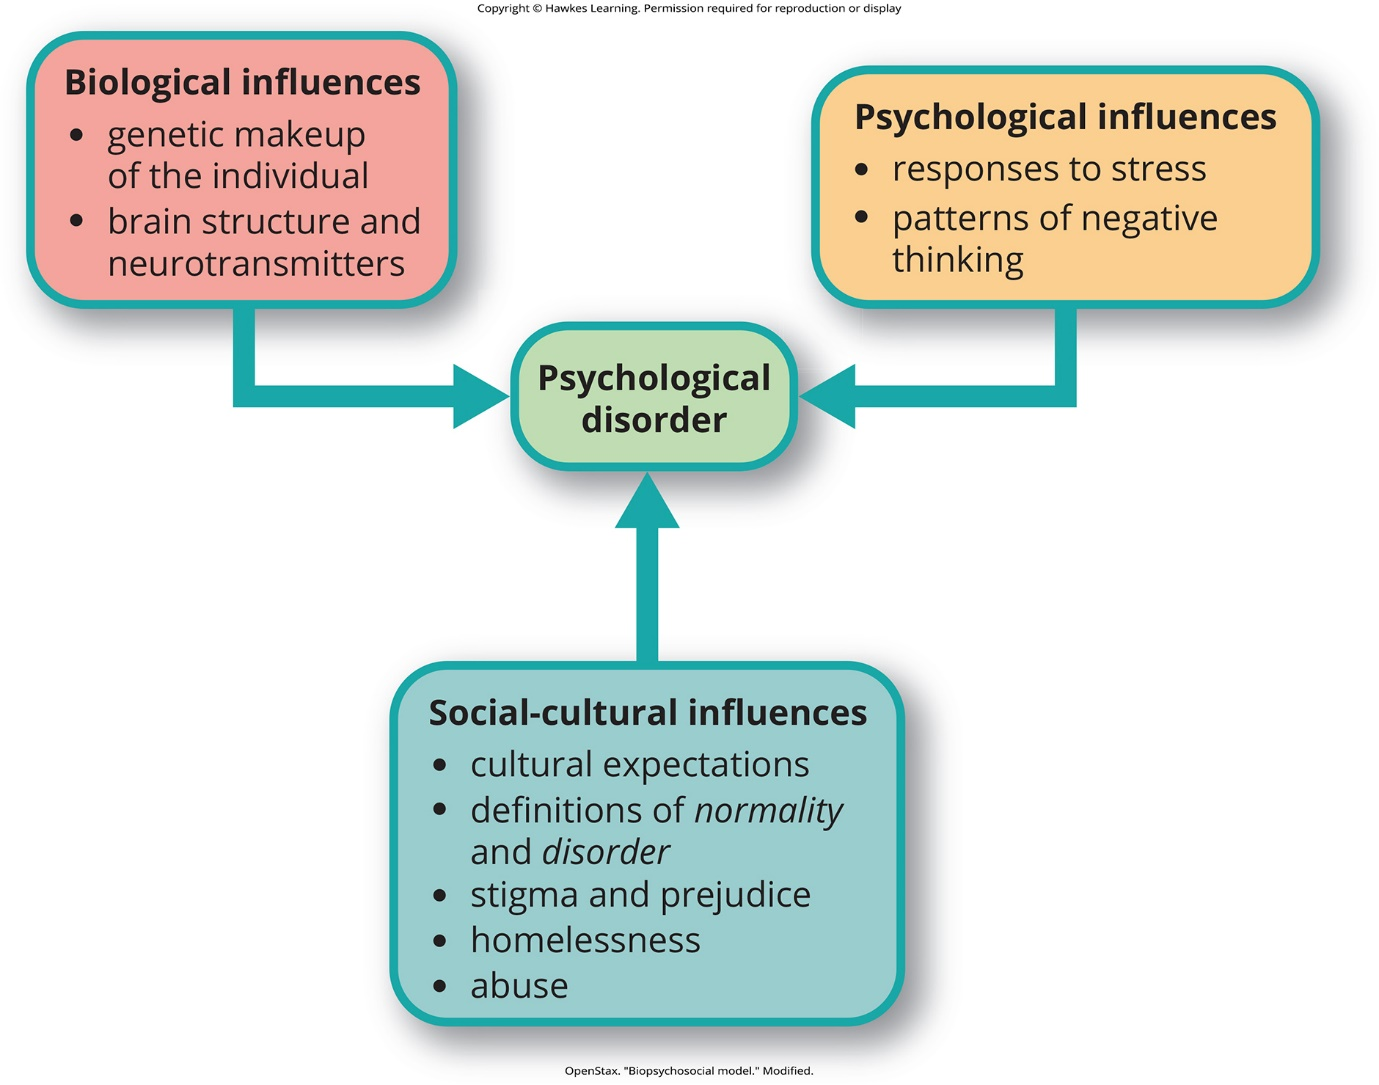 Copyright © Hawkes Learning. Permission required for reproduction or display
Biological influences
• genetic makeup
of the individual
• brain structure and
neurotransmitters
Psychological influences
• responses to stress
• patterns of negative
thinking
Psychological
disorder
Social-cultural influences
• cultural expectations
• definitions of normality
and disorder
• stigma and prejudice
• homelessness
• abuse
OpenStax. "Biopsychosocial model." Modified.